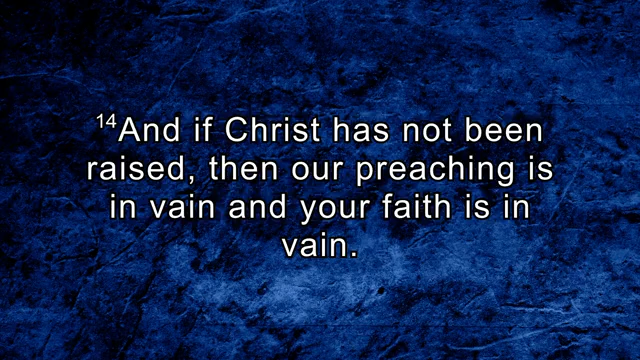 ¹⁴And if Christ has not been
raised, then our preaching is
in vain and your faith is in
vain.